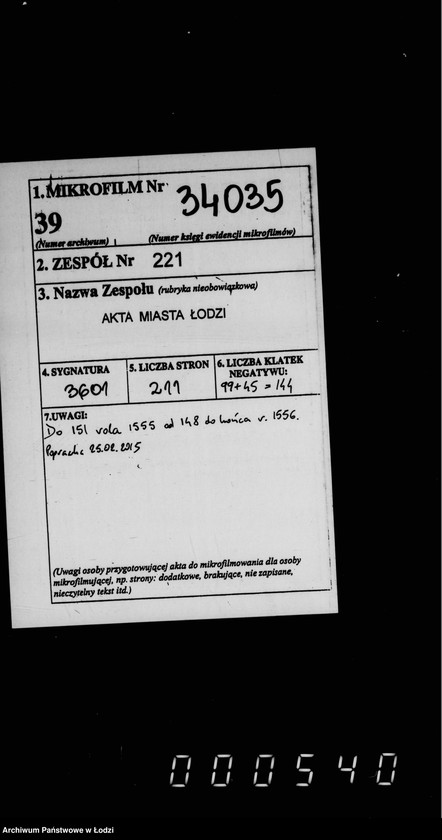 1. MIKROFILM Nr 34035
39
(Numer archiwum) (Numer księgi ewidencji mikrofilmów)
2. ZESPÓŁ Nr 221
3. Nazwa Zespołu (rubryka nieobowiązkowa)
AKTA MIASTA ŁODZI
4. SYGNATURA 5. LICZBA STRON 6. LICZBA KLATEK NEGATYWU:
3601 211 99+45=144
7. UWAGI:
Do 151 rola 1555 od 148 do końca r. 1556.
25.02.2015
(Uwagi osoby przygotowującej akta do mikrofilmowania dla osoby
mikrofilmującej, np. strony: dodatkowe, brakujące, nie zapisane,
nieczytelny tekst itd.)
000540
Archiwum Państwowe w Łodzi